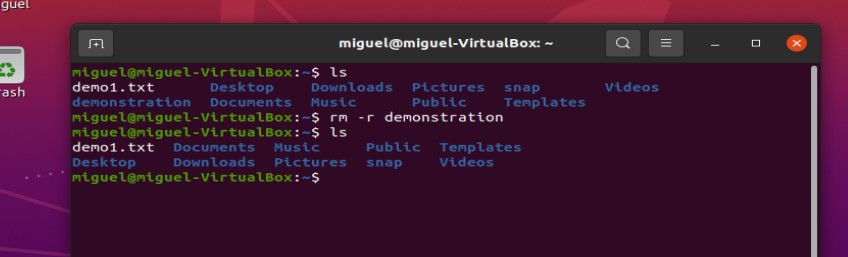 guel
rash
miguel@miguel-VirtualBox: ~
miguel@miguel-VirtualBox:~$ ls
demo1.txt Desktop Downloads Pictures snap Videos
demonstration Documents Music Public Templates
miguel@miguel-VirtualBox:~$ rm -r demonstration
miguel@miguel-VirtualBox:~$ ls
demo1.txt Documents Music Public Templates
Desktop Downloads Pictures snap Videos
miguel@miguel-VirtualBox:~$